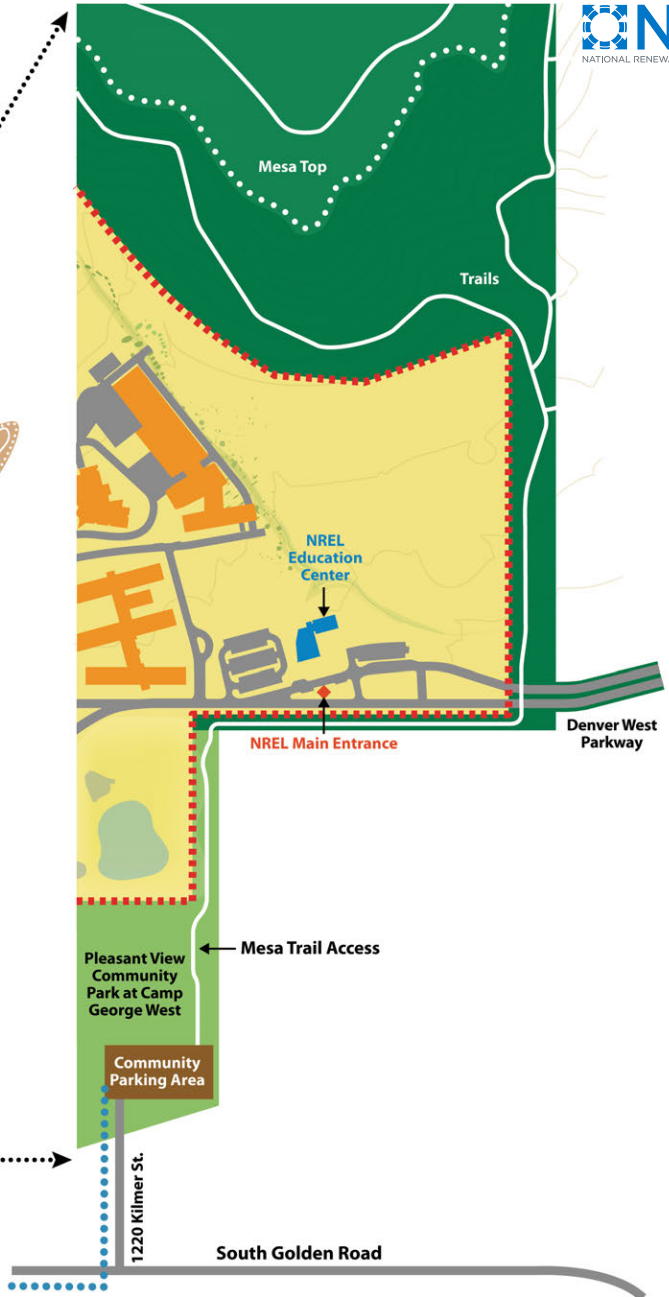 N
NATIONAL RENEWA
Mesa Top
Trails
NREL
Education
Center
NREL Main Entrance
Denver West
Parkway
Mesa Trail Access
Pleasant View
Community
Park at Camp
George West
Community
Parking Area
1220 Kilmer St.
South Golden Road